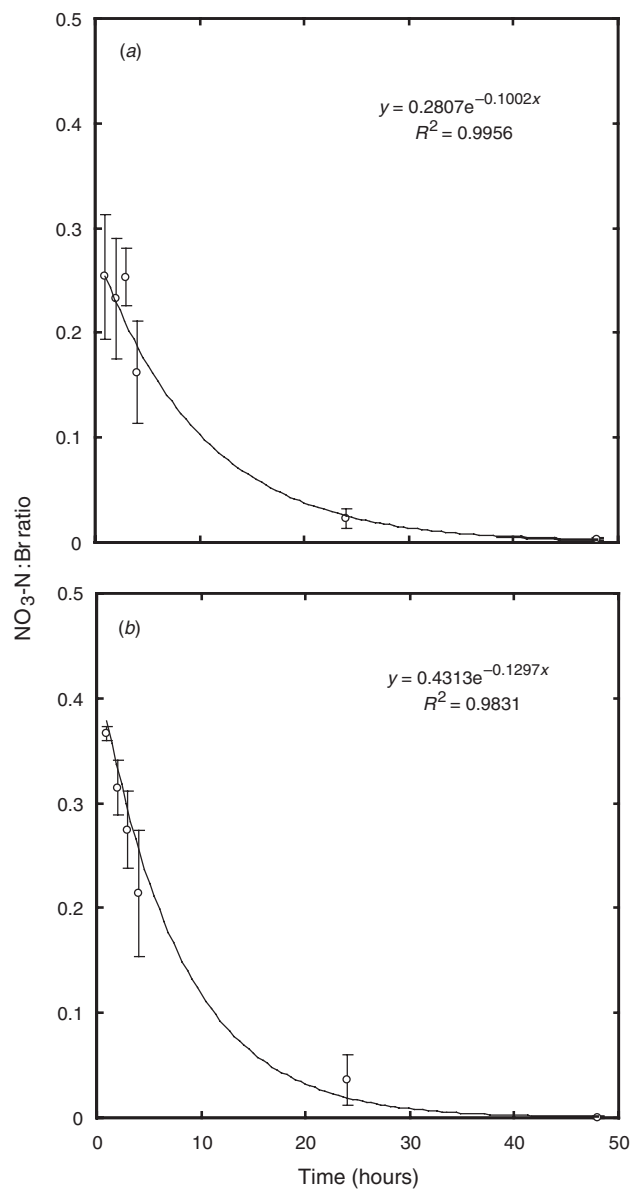 0.5
(a)
y = 0.2807e^{–0.1002x}
R² = 0.9956
0.4
0.3
0.2
0.1
0
NO₃-N : Br ratio
0.5
(b)
y = 0.4313e^{–0.1297x}
R² = 0.9831
0.4
0.3
0.2
0.1
0
0 10 20 30 40 50
Time (hours)